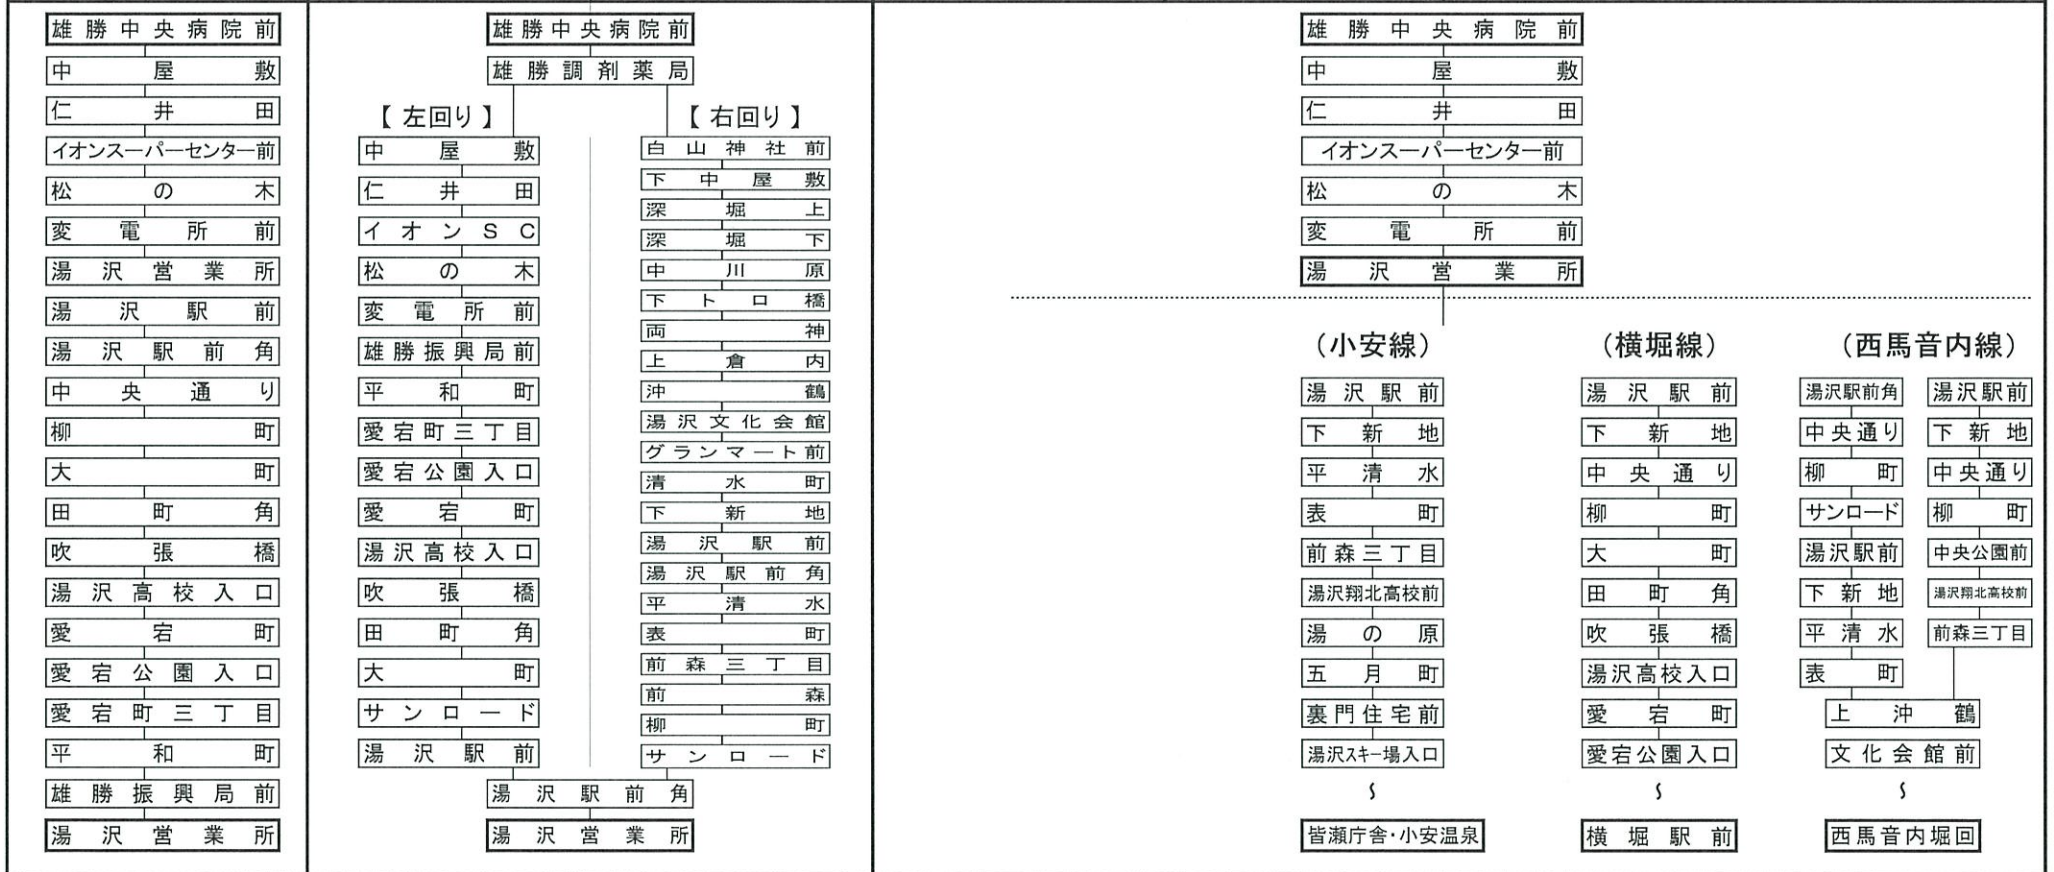 雄勝中央病院前
中屋敷
仁井田
イオンスーパーセンター前
松の木
変電所前
湯沢営業所
湯沢駅前
湯沢駅前角
中央通り
柳町
大町
田町角
吹張橋
湯沢高校入口
愛宕町
愛宕公園入口
愛宕町三丁目
平和町
雄勝振興局前
湯沢営業所
雄勝中央病院前
雄勝調剤薬局
【左回り】
中屋敷
仁井田
イオンSC
松の木
変電所前
雄勝振興局前
平和町
愛宕町三丁目
愛宕公園入口
愛宕町
湯沢高校入口
吹張橋
田町角
大町
サンロード
湯沢駅前
【右回り】
白山神社前
下中屋敷
深堀上
深堀下
中川原
下トロ橋
両神
上倉内
沖鶴
湯沢文化会館
グランマート前
清水町
下新地
湯沢駅前
湯沢駅前角
平清水
表町
前森三丁目
前森
柳町
サンロード
湯沢駅前角
湯沢営業所
雄勝中央病院前
中屋敷
仁井田
イオンスーパーセンター前
松の木
変電所前
湯沢営業所
(小安線)
湯沢駅前
下新地
平清水
表町
前森三丁目
湯沢翔北高校前
湯の原
五月町
裏門住宅前
湯沢スキー場入口
〜
皆瀬庁舎・小安温泉
(横堀線)
湯沢駅前
下新地
中央通り
柳町
大町
田町角
吹張橋
湯沢高校入口
愛宕町
愛宕公園入口
〜
横堀駅前
(西馬音内線)
湯沢駅前角
中央通り
柳町
サンロード
湯沢駅前
下新地
平清水
表町
湯沢駅前
下新地
中央通り
柳町
中央公園前
湯沢翔北高校前
前森三丁目
上沖鶴
文化会館前
〜
西馬音内堀回